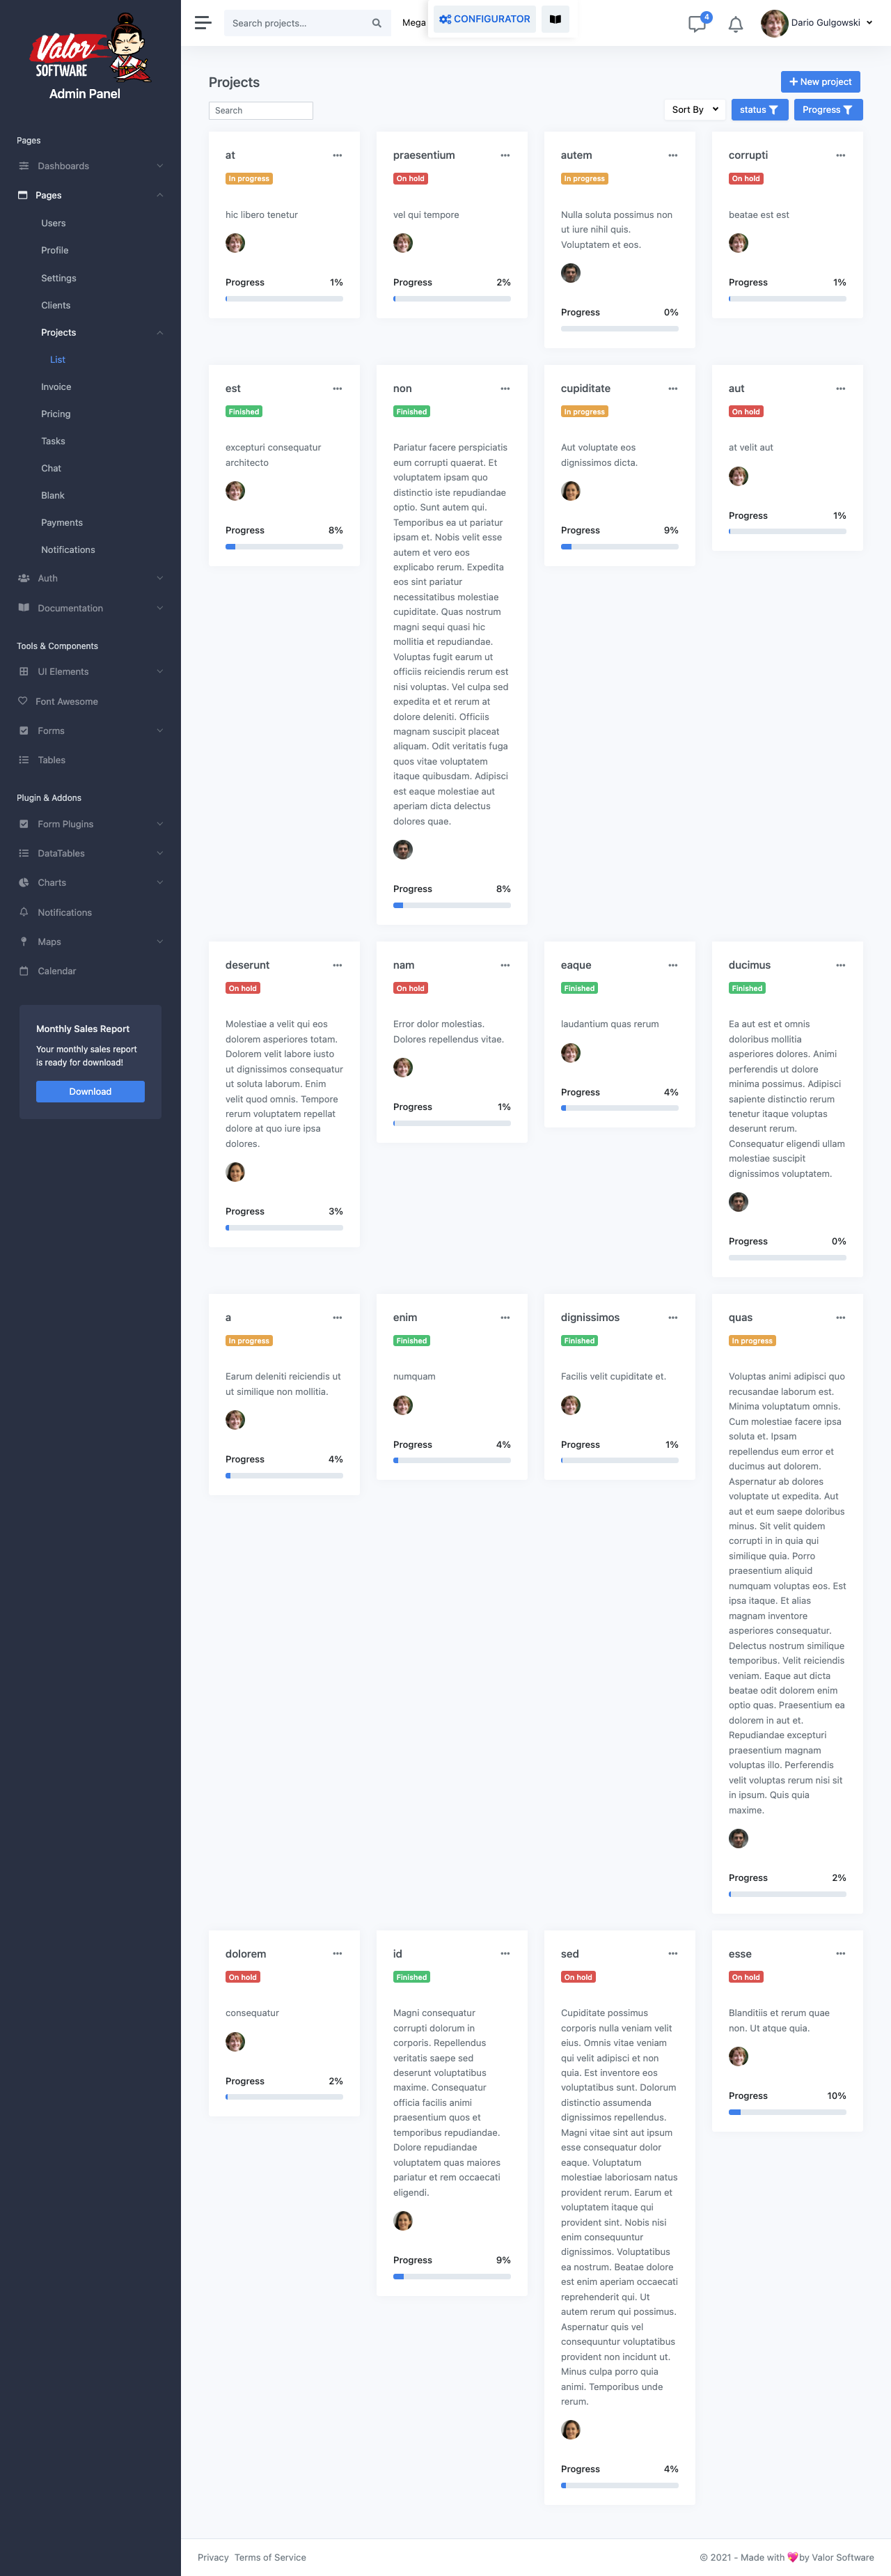 Valor
SOFTWARE
Admin Panel
Pages
Dashboards
Pages
Users
Profile
Settings
Clients
Projects
List
Invoice
Pricing
Tasks
Chat
Blank
Payments
Notifications
Auth
Documentation
Tools & Components
UI Elements
Font Awesome
Forms
Tables
Plugin & Addons
Form Plugins
DataTables
Charts
Notifications
Maps
Calendar
Monthly Sales Report
Your monthly sales report
is ready for download!
Download
Search projects...
Mega
CONFIGURATOR
4
Dario Gulgowski
Projects
New project
Search
Sort By
status
Progress
at
In progress
hic libero tenetur
Progress 1%
praesentium
On hold
vel qui tempore
Progress 2%
autem
In progress
Nulla soluta possimus non
ut iure nihil quis.
Voluptatem et eos.
Progress 0%
corrupti
On hold
beatae est est
Progress 1%
est
Finished
excepturi consequatur
architecto
Progress 8%
non
Finished
Pariatur facere perspiciatis
eum corrupti quaerat. Et
voluptatem ipsam quo
distinctio iste repudiandae
optio. Sunt autem qui.
Temporibus ea ut pariatur
ipsam et. Nobis velit esse
autem et vero eos
explicabo rerum. Expedita
eos sint pariatur
necessitatibus molestiae
cupiditate. Quas nostrum
magni sequi quasi hic
mollitia et repudiandae.
Voluptas fugit earum ut
officiis reiciendis rerum est
nisi voluptas. Vel culpa sed
expedita et et rerum at
dolore deleniti. Officiis
magnam suscipit placeat
aliquam. Odit veritatis fuga
quos vitae voluptatem
itaque quibusdam. Adipisci
est eaque molestiae aut
aperiam dicta delectus
dolores quae.
Progress 8%
cupiditate
In progress
Aut voluptate eos
dignissimos dicta.
Progress 9%
aut
On hold
at velit aut
Progress 1%
deserunt
On hold
Molestiae a velit qui eos
dolorem asperiores totam.
Dolorem velit labore iusto
ut dignissimos consequatur
ut soluta laborum. Enim
velit quod omnis. Tempore
rerum voluptatem repellat
dolore at quo iure ipsa
dolores.
Progress 3%
nam
On hold
Error dolor molestias.
Dolores repellendus vitae.
Progress 1%
eaque
Finished
laudantium quas rerum
Progress 4%
ducimus
Finished
Ea aut est et omnis
doloribus mollitia
asperiores dolores. Animi
perferendis ut dolore
minima possimus. Adipisci
sapiente distinctio rerum
tenetur itaque voluptas
deserunt rerum.
Consequatur eligendi ullam
molestiae suscipit
dignissimos voluptatem.
Progress 0%
a
In progress
Earum deleniti reiciendis ut
ut similique non mollitia.
Progress 4%
enim
Finished
numquam
Progress 4%
dignissimos
Finished
Facilis velit cupiditate et.
Progress 1%
quas
In progress
Voluptas animi adipisci quo
recusandae laborum est.
Minima voluptatum omnis.
Cum molestiae facere ipsa
soluta et. Ipsam
repellendus eum error et
ducimus aut dolorem.
Aspernatur ab dolores
voluptate ut expedita. Aut
aut et eum saepe doloribus
minus. Sit velit quidem
corrupti in in quia qui
similique quia. Porro
praesentium aliquid
numquam voluptas eos. Est
ipsa itaque. Et alias
magnam inventore
asperiores consequatur.
Delectus nostrum similique
temporibus. Velit reiciendis
veniam. Eaque aut dicta
beatae odit dolorem enim
optio quas. Praesentium ea
dolorem in aut et.
Repudiandae excepturi
praesentium magnam
voluptas illo. Perferendis
velit voluptas rerum nisi sit
in ipsum. Quis quia
maxime.
Progress 2%
dolorem
On hold
consequatur
Progress 2%
id
Finished
Magni consequatur
corrupti dolorum in
corporis. Repellendus
veritatis saepe sed
deserunt voluptatibus
maxime. Consequatur
officia facilis animi
praesentium quos et
temporibus repudiandae.
Dolore repudiandae
voluptatem quas maiores
pariatur et rem occaecati
eligendi.
Progress 9%
sed
On hold
Cupiditate possimus
corporis nulla veniam velit
eius. Omnis vitae veniam
qui velit adipisci et non
quia. Est inventore eos
voluptatibus sunt. Dolorum
distinctio assumenda
dignissimos repellendus.
Magni vitae sint aut ipsum
esse consequatur dolor
eaque. Voluptatum
molestiae laboriosam natus
provident rerum. Earum et
voluptatem itaque qui
provident sint. Nobis nisi
enim consequuntur
dignissimos. Voluptatibus
ea nostrum. Beatae dolore
est enim aperiam occaecati
reprehenderit qui. Ut
autem rerum qui possimus.
Aspernatur quis vel
consequuntur voluptatibus
provident non incidunt ut.
Minus culpa porro quia
animi. Temporibus unde
rerum.
Progress 4%
esse
On hold
Blanditiis et rerum quae
non. Ut atque quia.
Progress 10%
Privacy Terms of Service
© 2021 - Made with 💖by Valor Software